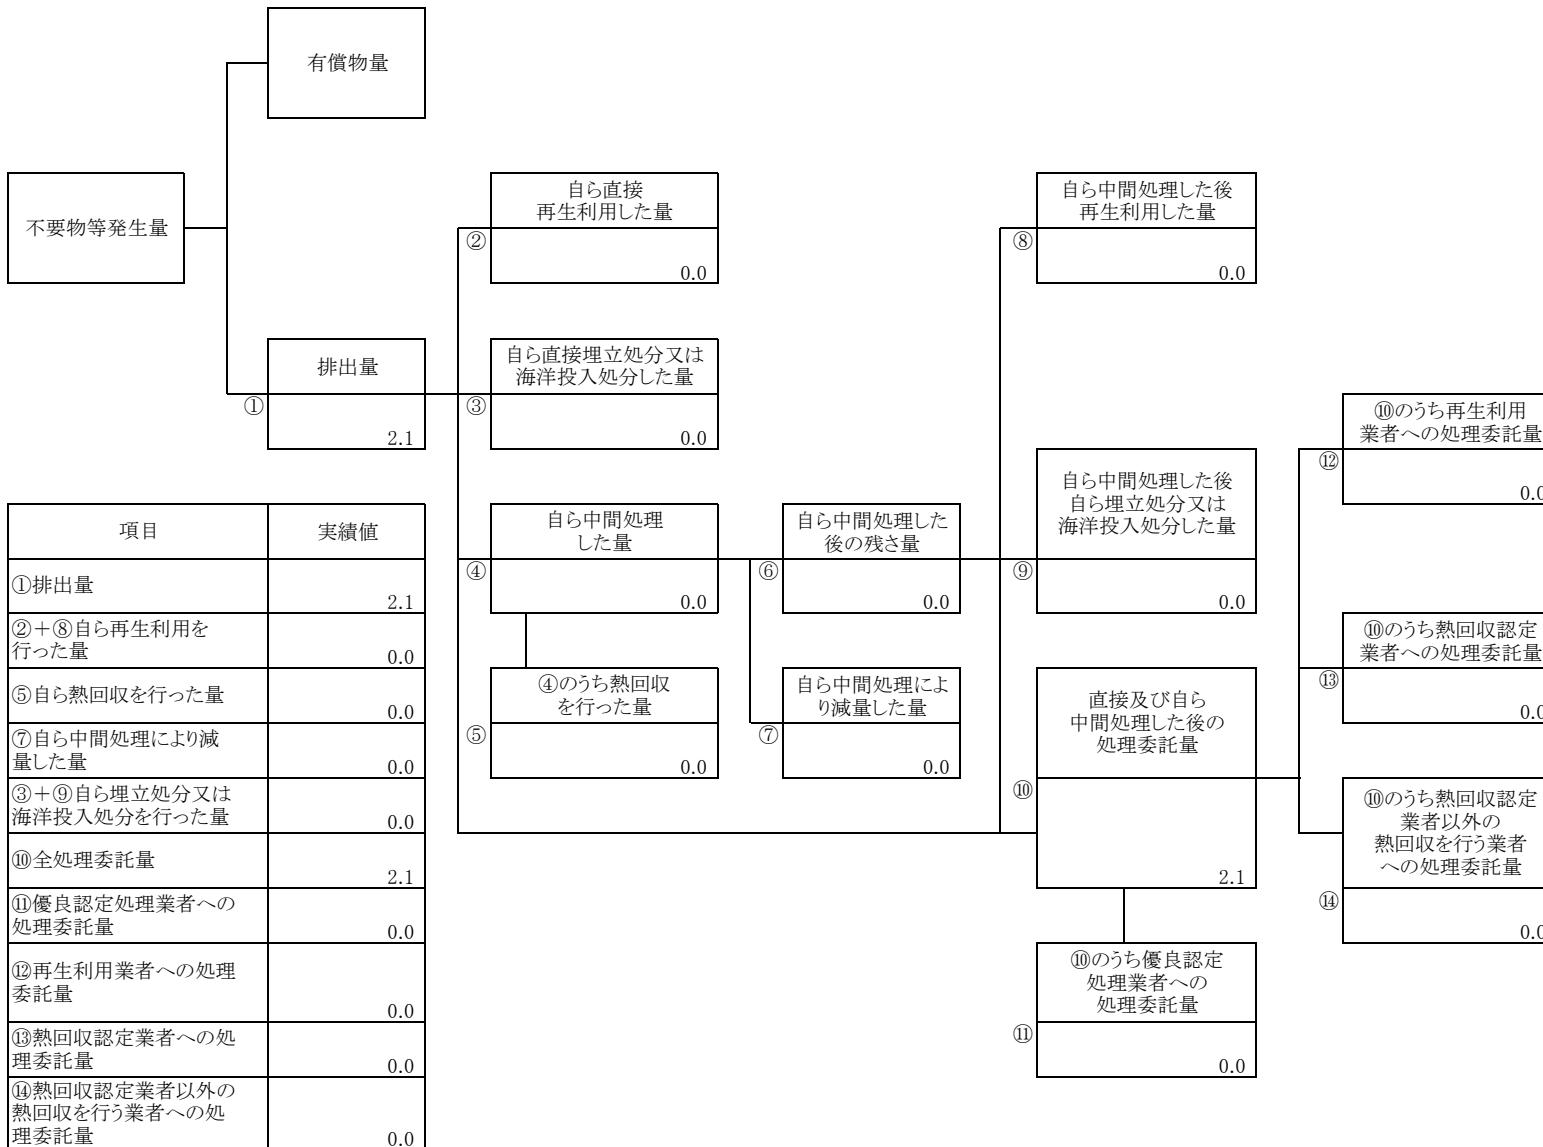 有償物量
不要物等発生量
自ら直接
再生利用した量
②
0.0
自ら中間処理した後
再生利用した量
⑧
0.0
排出量
①
2.1
自ら直接埋立処分又は
海洋投入処分した量
③
0.0
⑩のうち再生利用
業者への処理委託量
⑫
0.0
自ら中間処理した後
自ら埋立処分又は
海洋投入処分した量
⑨
0.0
自ら中間処理
した量
④
0.0
自ら中間処理した
後の残さ量
⑥
0.0
⑩のうち熱回収認定
業者への処理委託量
⑬
0.0
④のうち熱回収
を行った量
⑤
0.0
自ら中間処理によ
り減量した量
⑦
0.0
直接及び自ら
中間処理した後の
処理委託量
⑩
2.1
⑩のうち熱回収認定
業者以外の
熱回収を行う業者
への処理委託量
⑭
0.0
⑩のうち優良認定
処理業者への
処理委託量
⑪
0.0
項目 実績値
①排出量
2.1
②+⑧自ら再生利用を
行った量
0.0
⑤自ら熱回収を行った量
0.0
⑦自ら中間処理により減
量した量
0.0
③+⑨自ら埋立処分又は
海洋投入処分を行った量
0.0
⑩全処理委託量
2.1
⑪優良認定処理業者への
処理委託量
0.0
⑫再生利用業者への処理
委託量
0.0
⑬熱回収認定業者への処
理委託量
0.0
⑭熱回収認定業者以外の
熱回収を行う業者への処
理委託量
0.0